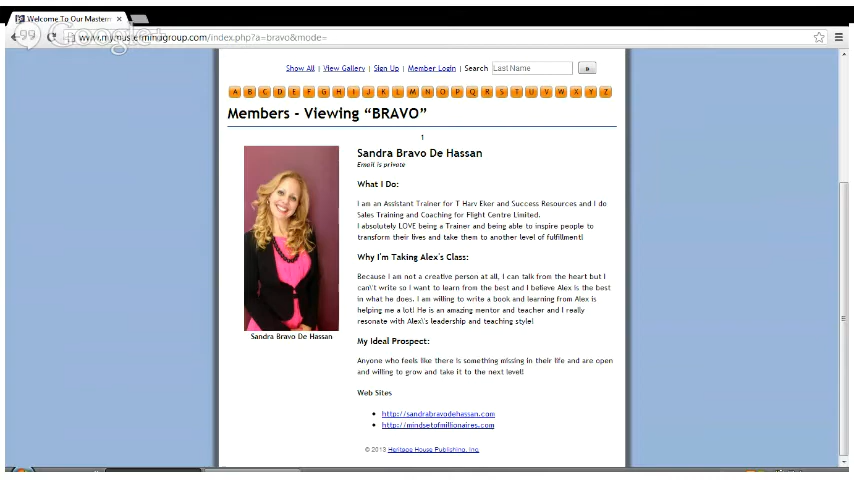 Welcome To Our Masterm
99 Google+
www.mymastermindgroup.com/index.php?a=bravo&mode=
Show All | View Gallery | Sign Up | Member Login | Search Last Name »
A B C D E F G H I J K L M N O P Q R S T U V W X Y Z
Members - Viewing “BRAVO”
1
Sandra Bravo De Hassan
Email is private
What I Do:
I am an Assistant Trainer for T Harv Eker and Success Resources and I do
Sales Training and Coaching for Flight Centre Limited.
I absolutely LOVE being a Trainer and being able to inspire people to
transform their lives and take them to another level of fulfillment!
Why I'm Taking Alex's Class:
Because I am not a creative person at all, I can talk from the heart but I
can\'t write so I want to learn from the best and I believe Alex is the best
in what he does. I am willing to write a book and learning from Alex is
helping me a lot! He is an amazing mentor and teacher and I really
resonate with Alex\'s leadership and teaching style!
Sandra Bravo De Hassan
My Ideal Prospect:
Anyone who feels like there is something missing in their life and are open
and willing to grow and take it to the next level!
Web Sites
http://sandrabravodehassan.com
http://mindsetofmillionaires.com
© 2013 Heritage House Publishing, Inc